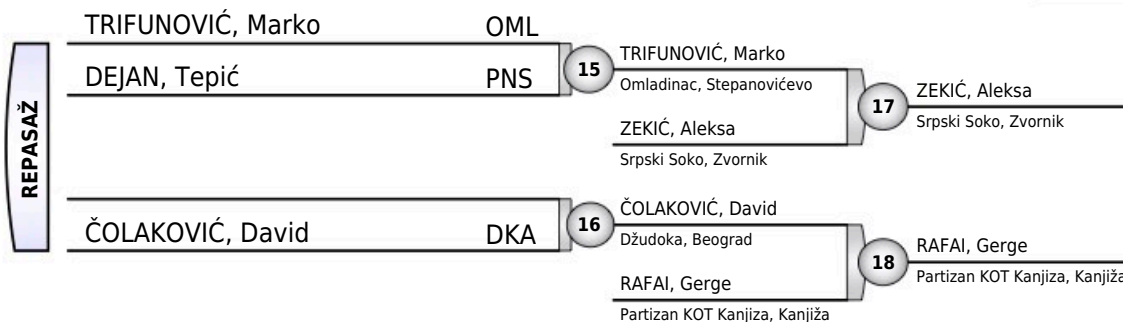 REPASAŽ
TRIFUNOVIĆ, Marko OML
DEJAN, Tepić PNS
15
TRIFUNOVIĆ, Marko
Omladinac, Stepanovićevo
ZEKIĆ, Aleksa
Srpski Soko, Zvornik
17
ZEKIĆ, Aleksa
Srpski Soko, Zvornik
ČOLAKOVIĆ, David DKA
16
ČOLAKOVIĆ, David
Džudoka, Beograd
RAFAI, Gerge
Partizan KOT Kanjiza, Kanjiža
18
RAFAI, Gerge
Partizan KOT Kanjiza, Kanjiža